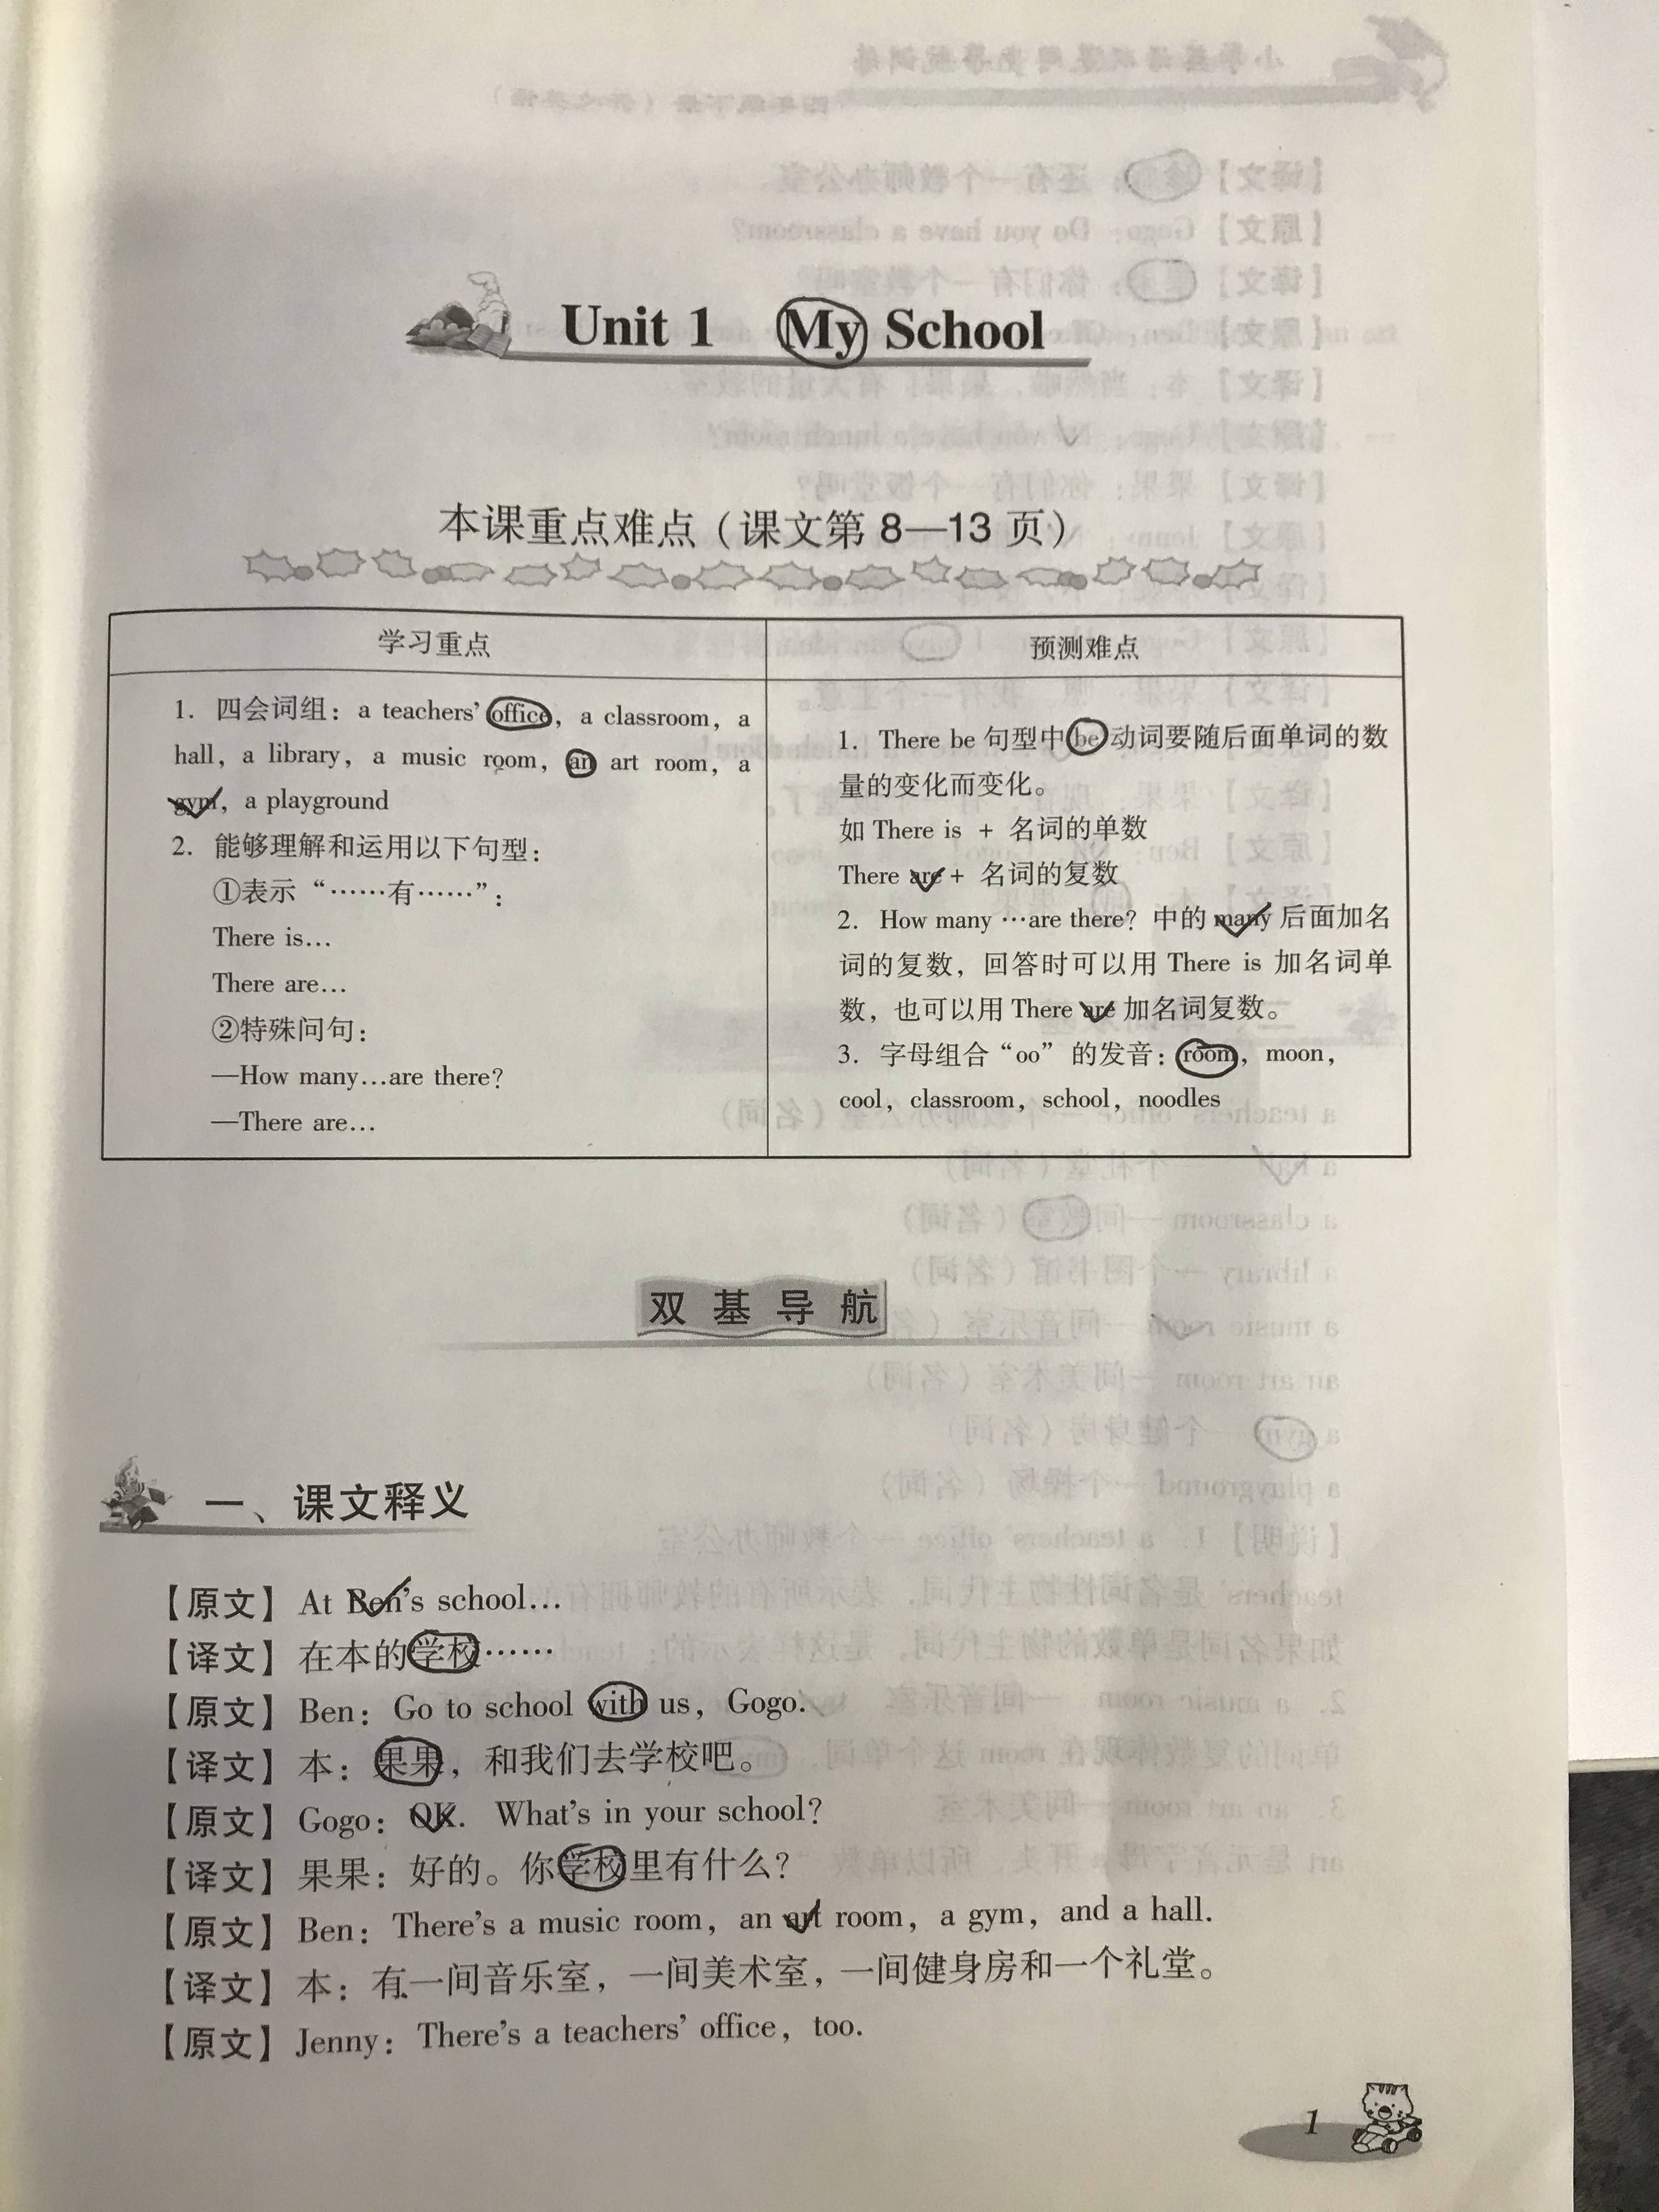 Unit 1 My School
本课重点难点（课文第 8—13 页）
学习重点
1. 四会词组：a teachers' office, a classroom, a
hall, a library, a music room, an art room, a
gym, a playground
2. 能够理解和运用以下句型：
①表示“……有……”：
There is…
There are…
②特殊问句：
—How many…are there?
—There are…
预测难点
1. There be 句型中 be 动词要随后面单词的数
量的变化而变化。
如 There is + 名词的单数
There are + 名词的复数
2. How many …are there? 中的 many 后面加名
词的复数，回答时可以用 There is 加名词单
数，也可以用 There are 加名词复数。
3. 字母组合“oo”的发音：room, moon,
cool, classroom, school, noodles
双基导航
一、课文释义
【原文】At Ben's school…
【译文】在本的学校……
【原文】Ben: Go to school with us, Gogo.
【译文】本：果果，和我们去学校吧。
【原文】Gogo: OK. What's in your school?
【译文】果果：好的。你学校里有什么？
【原文】Ben: There's a music room, an art room, a gym, and a hall.
【译文】本：有一间音乐室，一间美术室，一间健身房和一个礼堂。
【原文】Jenny: There's a teachers' office, too.
1